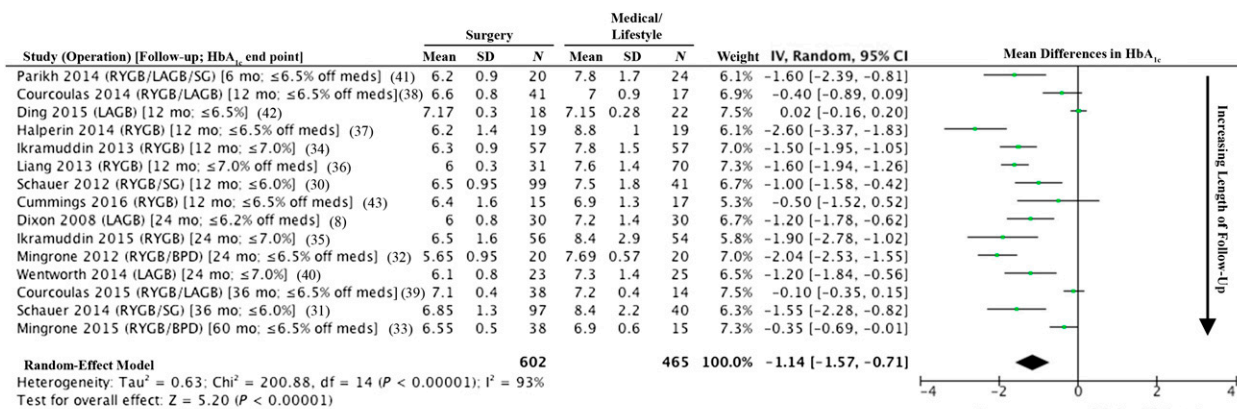 Surgery Medical/ Lifestyle
Study (Operation) [Follow-up; HbA1c end point] Mean SD N Mean SD N Weight IV, Random, 95% CI Mean Differences in HbA1c
Parikh 2014 (RYGB/LAGB/SG) [6 mo; ≤6.5% off meds] (41) 6.2 0.9 20 7.8 1.7 24 6.1% -1.60 [-2.39, -0.81]
Courcoulas 2014 (RYGB/LAGB) [12 mo; ≤6.5% off meds](38) 6.6 0.8 41 7 0.9 17 6.9% -0.40 [-0.89, 0.09]
Ding 2015 (LAGB) [12 mo; ≤6.5%] (42) 7.17 0.3 18 7.15 0.28 22 7.5% 0.02 [-0.16, 0.20]
Halperin 2014 (RYGB) [12 mo; ≤6.5% off meds] (37) 6.2 1.4 19 8.8 1 19 6.1% -2.60 [-3.37, -1.83]
Ikramuddin 2013 (RYGB) [12 mo; ≤7.0%] (34) 6.3 0.9 57 7.8 1.5 57 7.0% -1.50 [-1.95, -1.05]
Liang 2013 (RYGB) [12 mo; ≤7.0% off meds] (36) 6 0.3 31 7.6 1.4 70 7.3% -1.60 [-1.94, -1.26]
Schauer 2012 (RYGB/SG) [12 mo; ≤6.0%] (30) 6.5 0.95 99 7.5 1.8 41 6.7% -1.00 [-1.58, -0.42]
Cummings 2016 (RYGB) [12 mo; ≤6.5% off meds] (43) 6.4 1.6 15 6.9 1.3 17 5.3% -0.50 [-1.52, 0.52]
Dixon 2008 (LAGB) [24 mo; ≤6.2% off meds] (8) 6 0.8 30 7.2 1.4 30 6.7% -1.20 [-1.78, -0.62]
Ikramuddin 2015 (RYGB) [24 mo; ≤7.0%] (35) 6.5 1.6 56 8.4 2.9 54 5.8% -1.90 [-2.78, -1.02]
Mingrone 2012 (RYGB/BPD) [24 mo; ≤6.5% off meds] (32) 5.65 0.95 20 7.69 0.57 20 7.0% -2.04 [-2.53, -1.55]
Wentworth 2014 (LAGB) [24 mo; ≤7.0%] (40) 6.1 0.8 23 7.3 1.4 25 6.5% -1.20 [-1.84, -0.56]
Courcoulas 2015 (RYGB/LAGB) [36 mo; ≤6.5% off meds](39) 7.1 0.4 38 7.2 0.4 14 7.5% -0.10 [-0.35, 0.15]
Schauer 2014 (RYGB/SG) [36 mo; ≤6.0%] (31) 6.85 1.3 97 8.4 2.2 40 6.3% -1.55 [-2.28, -0.82]
Mingrone 2015 (RYGB/BPD) [60 mo; ≤6.5% off meds] (33) 6.55 0.5 38 6.9 0.6 15 7.3% -0.35 [-0.69, -0.01]
Increasing Length of Follow-Up
Random-Effect Model 602 465 100.0% -1.14 [-1.57, -0.71]
Heterogeneity: Tau² = 0.63; Chi² = 200.88, df = 14 (P < 0.00001); I² = 93%
Test for overall effect: Z = 5.20 (P < 0.00001)
-4 -2 0 2 4